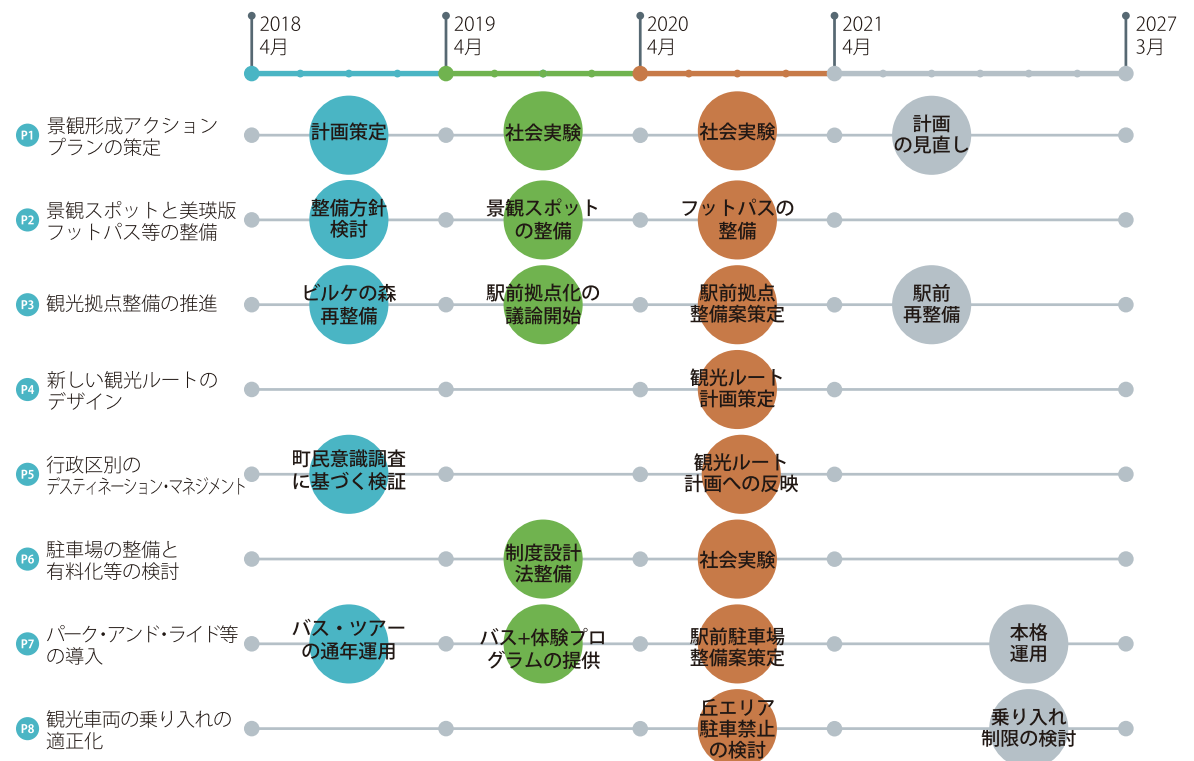 2018
4月
2019
4月
2020
4月
2021
4月
2027
3月
P1
景観形成アクション
プランの策定
計画策定
社会実験
社会実験
計画
の見直し
P2
景観スポットと美瑛版
フットパス等の整備
整備方針
検討
景観スポット
の整備
フットパスの
整備
P3
観光拠点整備の推進
ビルケの森
再整備
駅前拠点化の
議論開始
駅前拠点
整備案策定
駅前
再整備
P4
新しい観光ルートの
デザイン
観光ルート
計画策定
P5
行政区別の
デスティネーション・マネジメント
町民意識調査
に基づく検証
観光ルート
計画への反映
P6
駐車場の整備と
有料化等の検討
制度設計
法整備
社会実験
P7
パーク・アンド・ライド等
の導入
バス・ツアー
の通年運用
バス+体験プロ
グラムの提供
駅前駐車場
整備案策定
本格
運用
P8
観光車両の乗り入れの
適正化
丘エリア
駐車禁止
の検討
乗り入れ
制限の検討